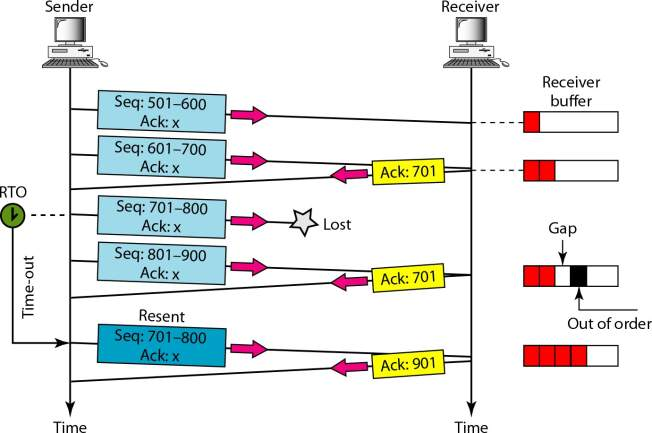 Sender
Receiver
Receiver
buffer
Seq: 501–600
Ack: x
Seq: 601–700
Ack: x
Ack: 701
RTO
Seq: 701–800
Ack: x
Lost
Gap
Seq: 801–900
Ack: x
Ack: 701
Time-out
Out of order
Resent
Seq: 701–800
Ack: x
Ack: 901
Time
Time